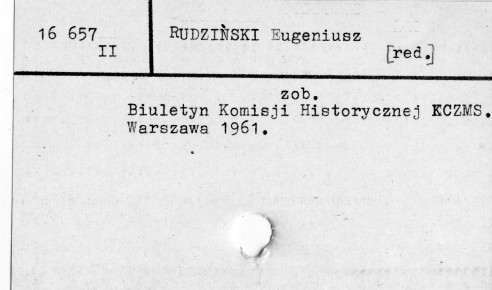 16 657
II
RUDZIŃSKI Eugeniusz
[red.]
zob.
Biuletyn Komisji Historycznej KCZMS.
Warszawa 1961.